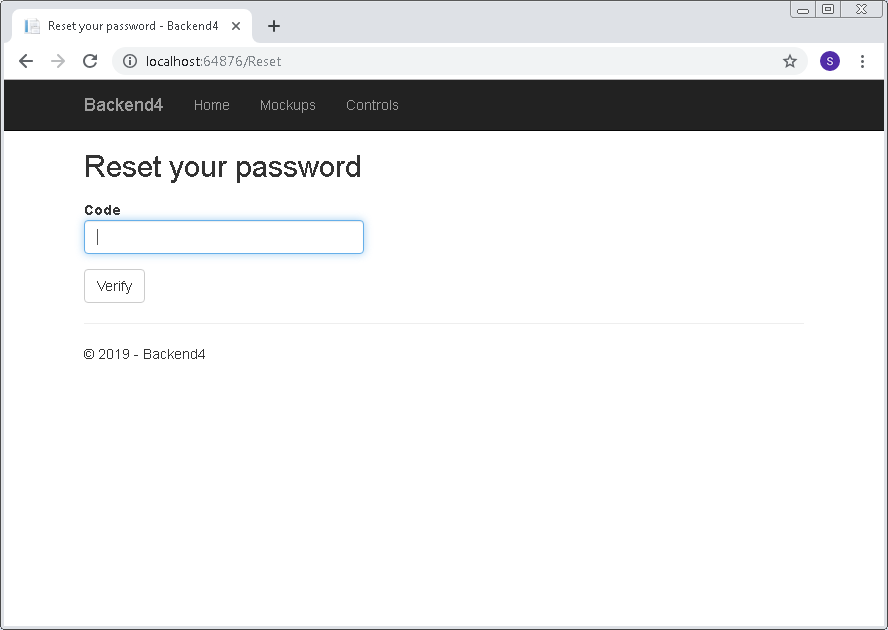 Reset your password - Backend4
localhost:64876/Reset
S
Backend4 Home Mockups Controls
Reset your password
Code
Verify
© 2019 - Backend4